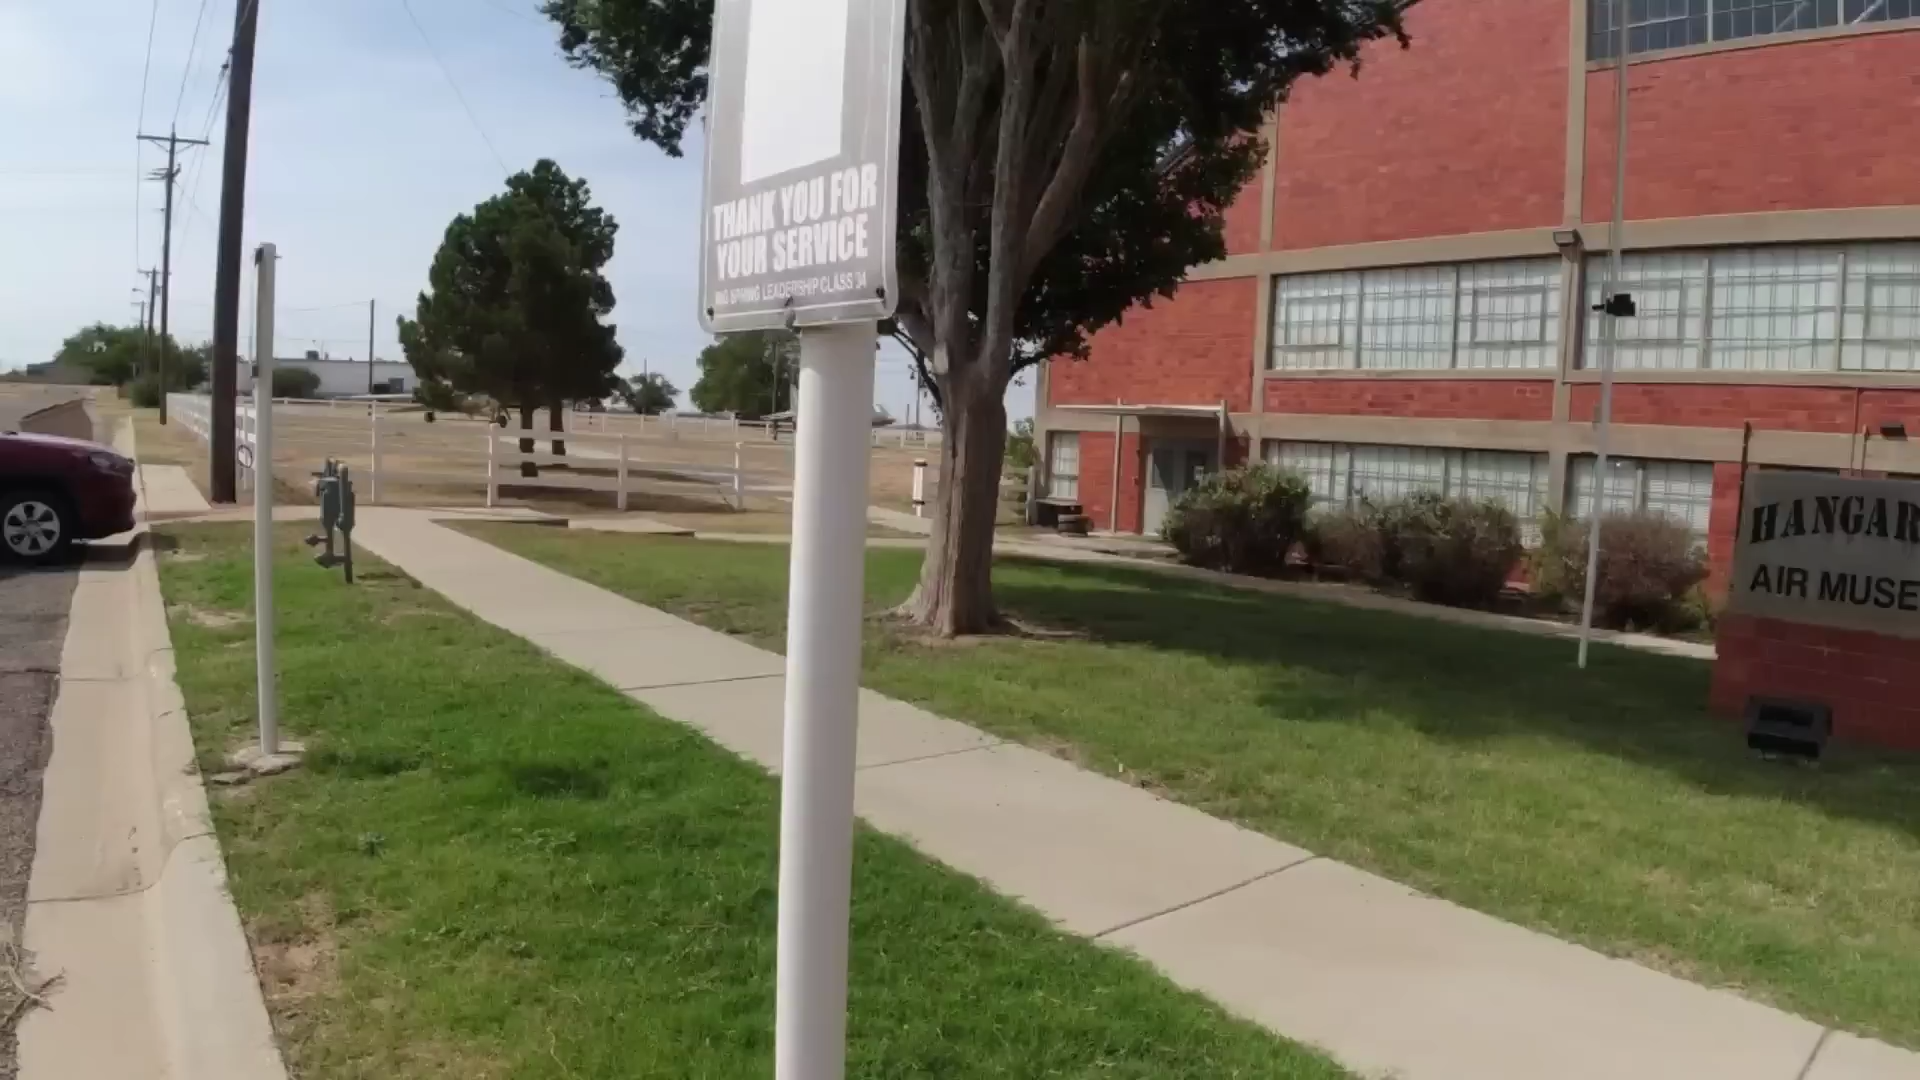 THANK YOU FOR
YOUR SERVICE
BIG SPRING LEADERSHIP CLASS 34
HANGAR
AIR MUSE